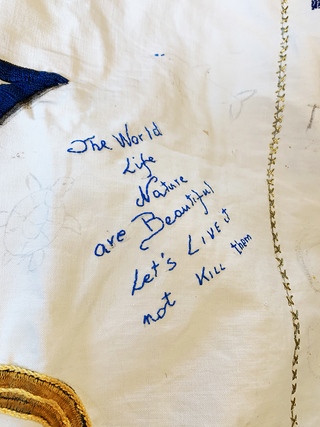 The World
Life
Nature
are Beautiful
Let's LIVE it
not KILL them